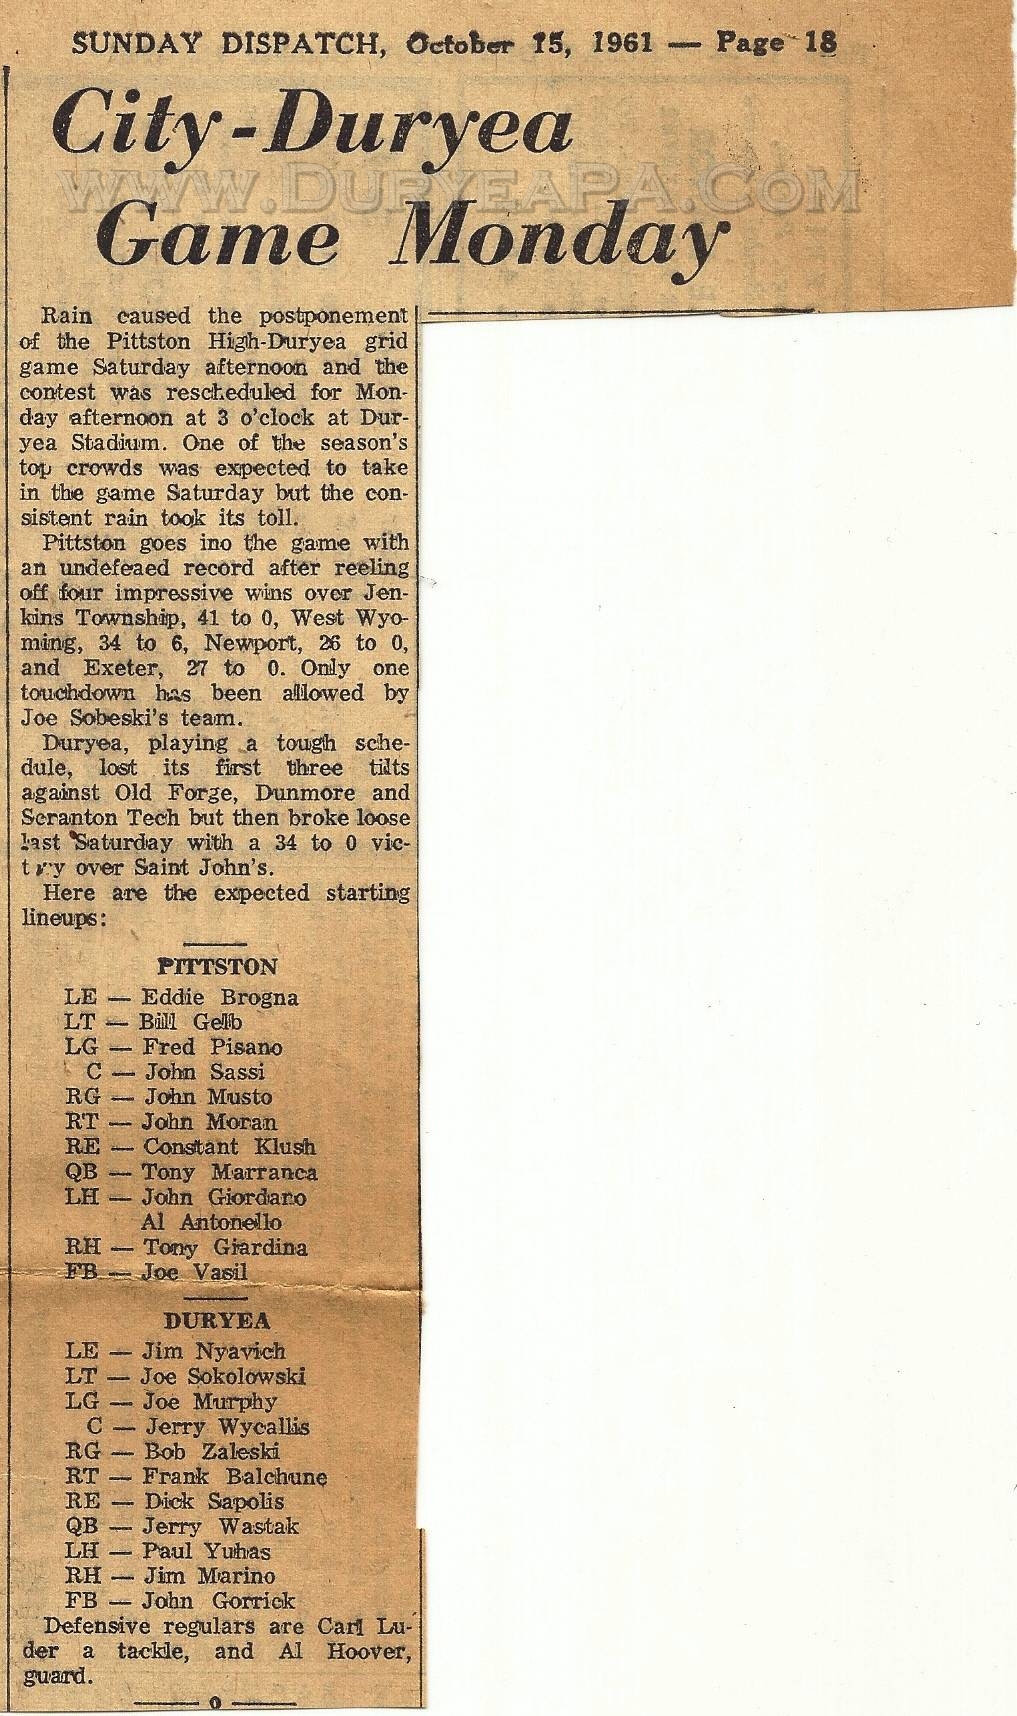 SUNDAY DISPATCH, October 15, 1961 — Page 18
City-Duryea
www.DuryeaPA.Com
Game Monday
Rain caused the postponement
of the Pittston High-Duryea grid
game Saturday afternoon and the
contest was rescheduled for Mon-
day afternoon at 3 o'clock at Dur-
yea Stadium. One of the season's
top crowds was expected to take
in the game Saturday but the con-
sistent rain took its toll.
Pittston goes ino the game with
an undefeaed record after reeling
off four impressive wins over Jen-
kins Township, 41 to 0, West Wyo-
ming, 34 to 6, Newport, 26 to 0,
and Exeter, 27 to 0. Only one
touchdown has been allowed by
Joe Sobeski's team.
Duryea, playing a tough sche-
dule, lost its first three tilts
against Old Forge, Dunmore and
Scranton Tech but then broke loose
last Saturday with a 34 to 0 vic-
try over Saint John's.
Here are the expected starting
lineups:
PITTSTON
LE — Eddie Brogna
LT — Bill Gelb
LG — Fred Pisano
C — John Sassi
RG — John Musto
RT — John Moran
RE — Constant Klush
QB — Tony Marranca
LH — John Giordano
Al Antonello
RH — Tony Giardina
FB — Joe Vasil
DURYEA
LE — Jim Nyavich
LT — Joe Sokolowski
LG — Joe Murphy
C — Jerry Wycallis
RG — Bob Zaleski
RT — Frank Balchune
RE — Dick Sapolis
QB — Jerry Wastak
LH — Paul Yuhas
RH — Jim Marino
FB — John Gorrick
Defensive regulars are Carl Lu-
der a tackle, and Al Hoover,
guard.
0